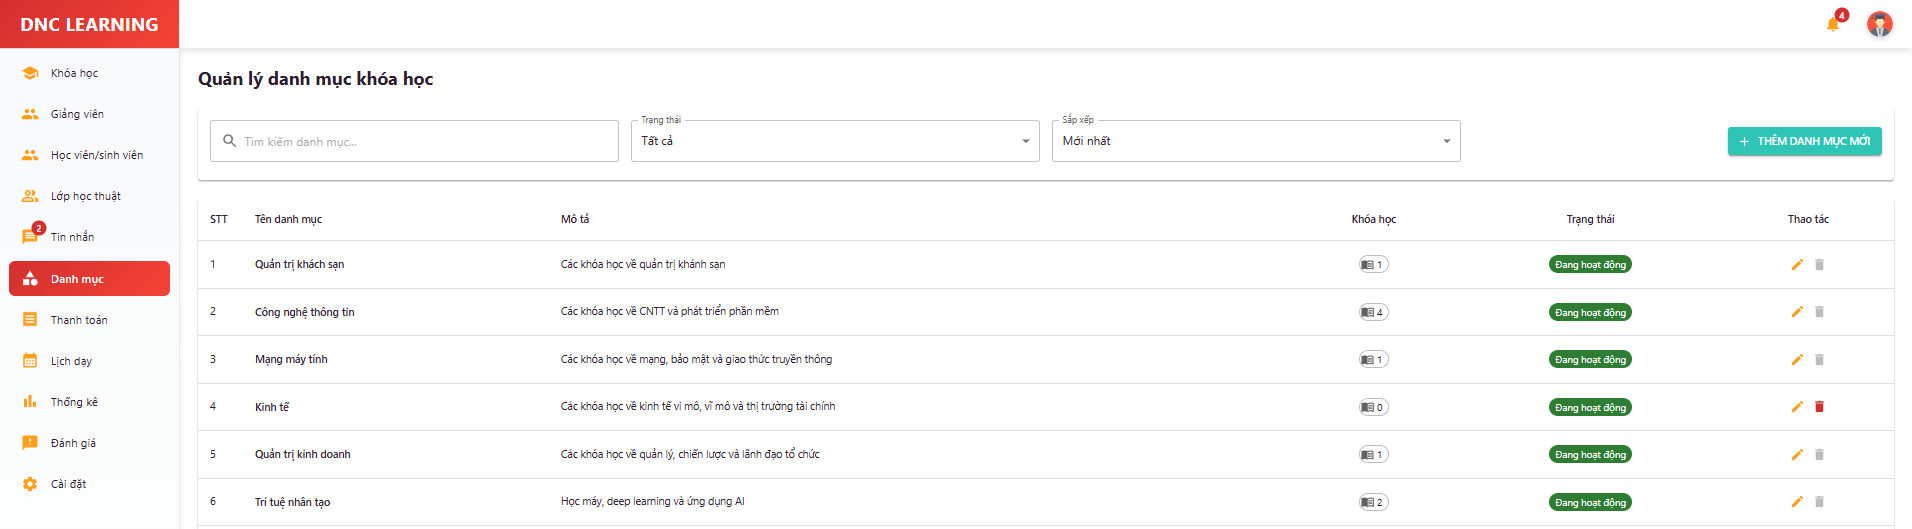 DNC LEARNING
4
Khóa học
Giảng viên
Học viên/sinh viên
Lớp học thuật
2
Tin nhắn
Danh mục
Thanh toán
Lịch dạy
Thống kê
Đánh giá
Cài đặt
Quản lý danh mục khóa học
Tìm kiếm danh mục...
Trạng thái
Tất cả
Sắp xếp
Mới nhất
+ THÊM DANH MỤC MỚI
STT Tên danh mục Mô tả Khóa học Trạng thái Thao tác
1 Quản trị khách sạn Các khóa học về quản trị khánh sạn 1 Đang hoạt động
2 Công nghệ thông tin Các khóa học về CNTT và phát triển phần mềm 4 Đang hoạt động
3 Mạng máy tính Các khóa học về mạng, bảo mật và giao thức truyền thông 1 Đang hoạt động
4 Kinh tế Các khóa học về kinh tế vi mô, vĩ mô và thị trường tài chính 0 Đang hoạt động
5 Quản trị kinh doanh Các khóa học về quản lý, chiến lược và lãnh đạo tổ chức 1 Đang hoạt động
6 Trí tuệ nhân tạo Học máy, deep learning và ứng dụng AI 2 Đang hoạt động